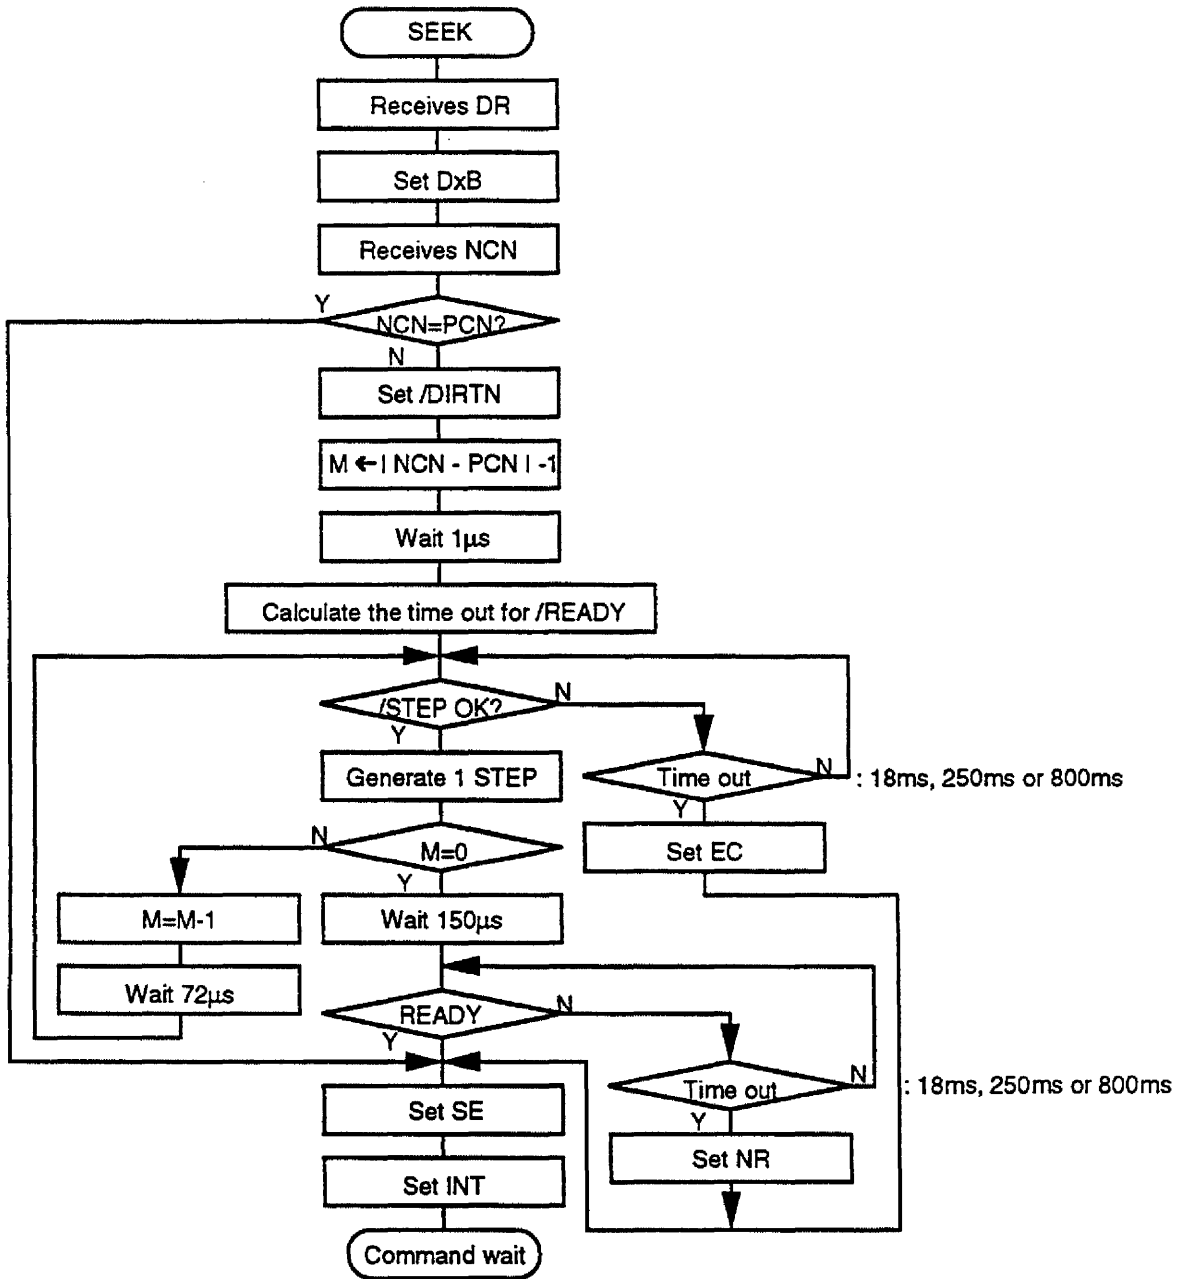 SEEK
Receives DR
Set DxB
Receives NCN
Y
NCN=PCN?
N
Set /DIRTN
M ← | NCN - PCN | -1
Wait 1µs
Calculate the time out for /READY
/STEP OK?
N
Y
Generate 1 STEP
Time out
N
: 18ms, 250ms or 800ms
Y
N
M=0
Set EC
Y
M=M-1
Wait 150µs
Wait 72µs
READY
N
Y
Time out
N
: 18ms, 250ms or 800ms
Set SE
Y
Set NR
Set INT
Command wait